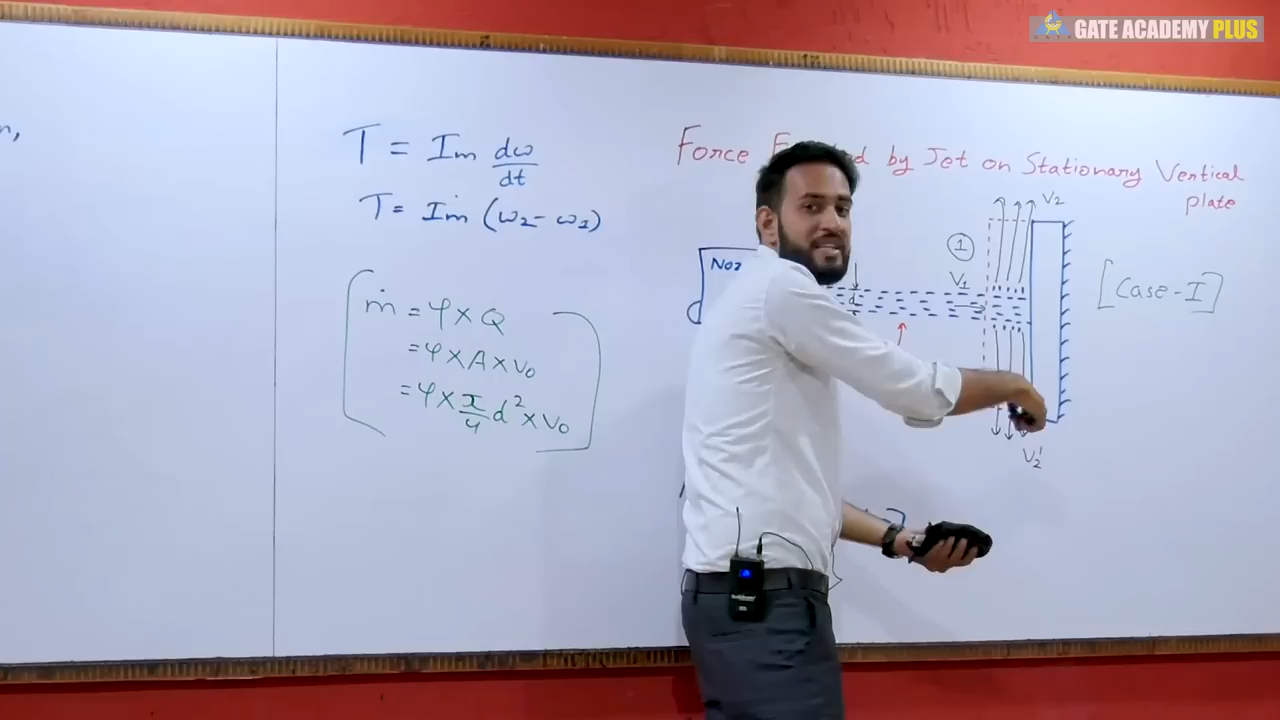 GATE ACADEMY PLUS
n,
T = Im dω/dt
T = Iṁ (ω2 - ω1)
ṁ = φ × Q
= φ × A × V0
= φ × π/4 d² × V0
Force by Jet on Stationary Vertical
plate
V2
1
V1
d
[Case-I]
V2'